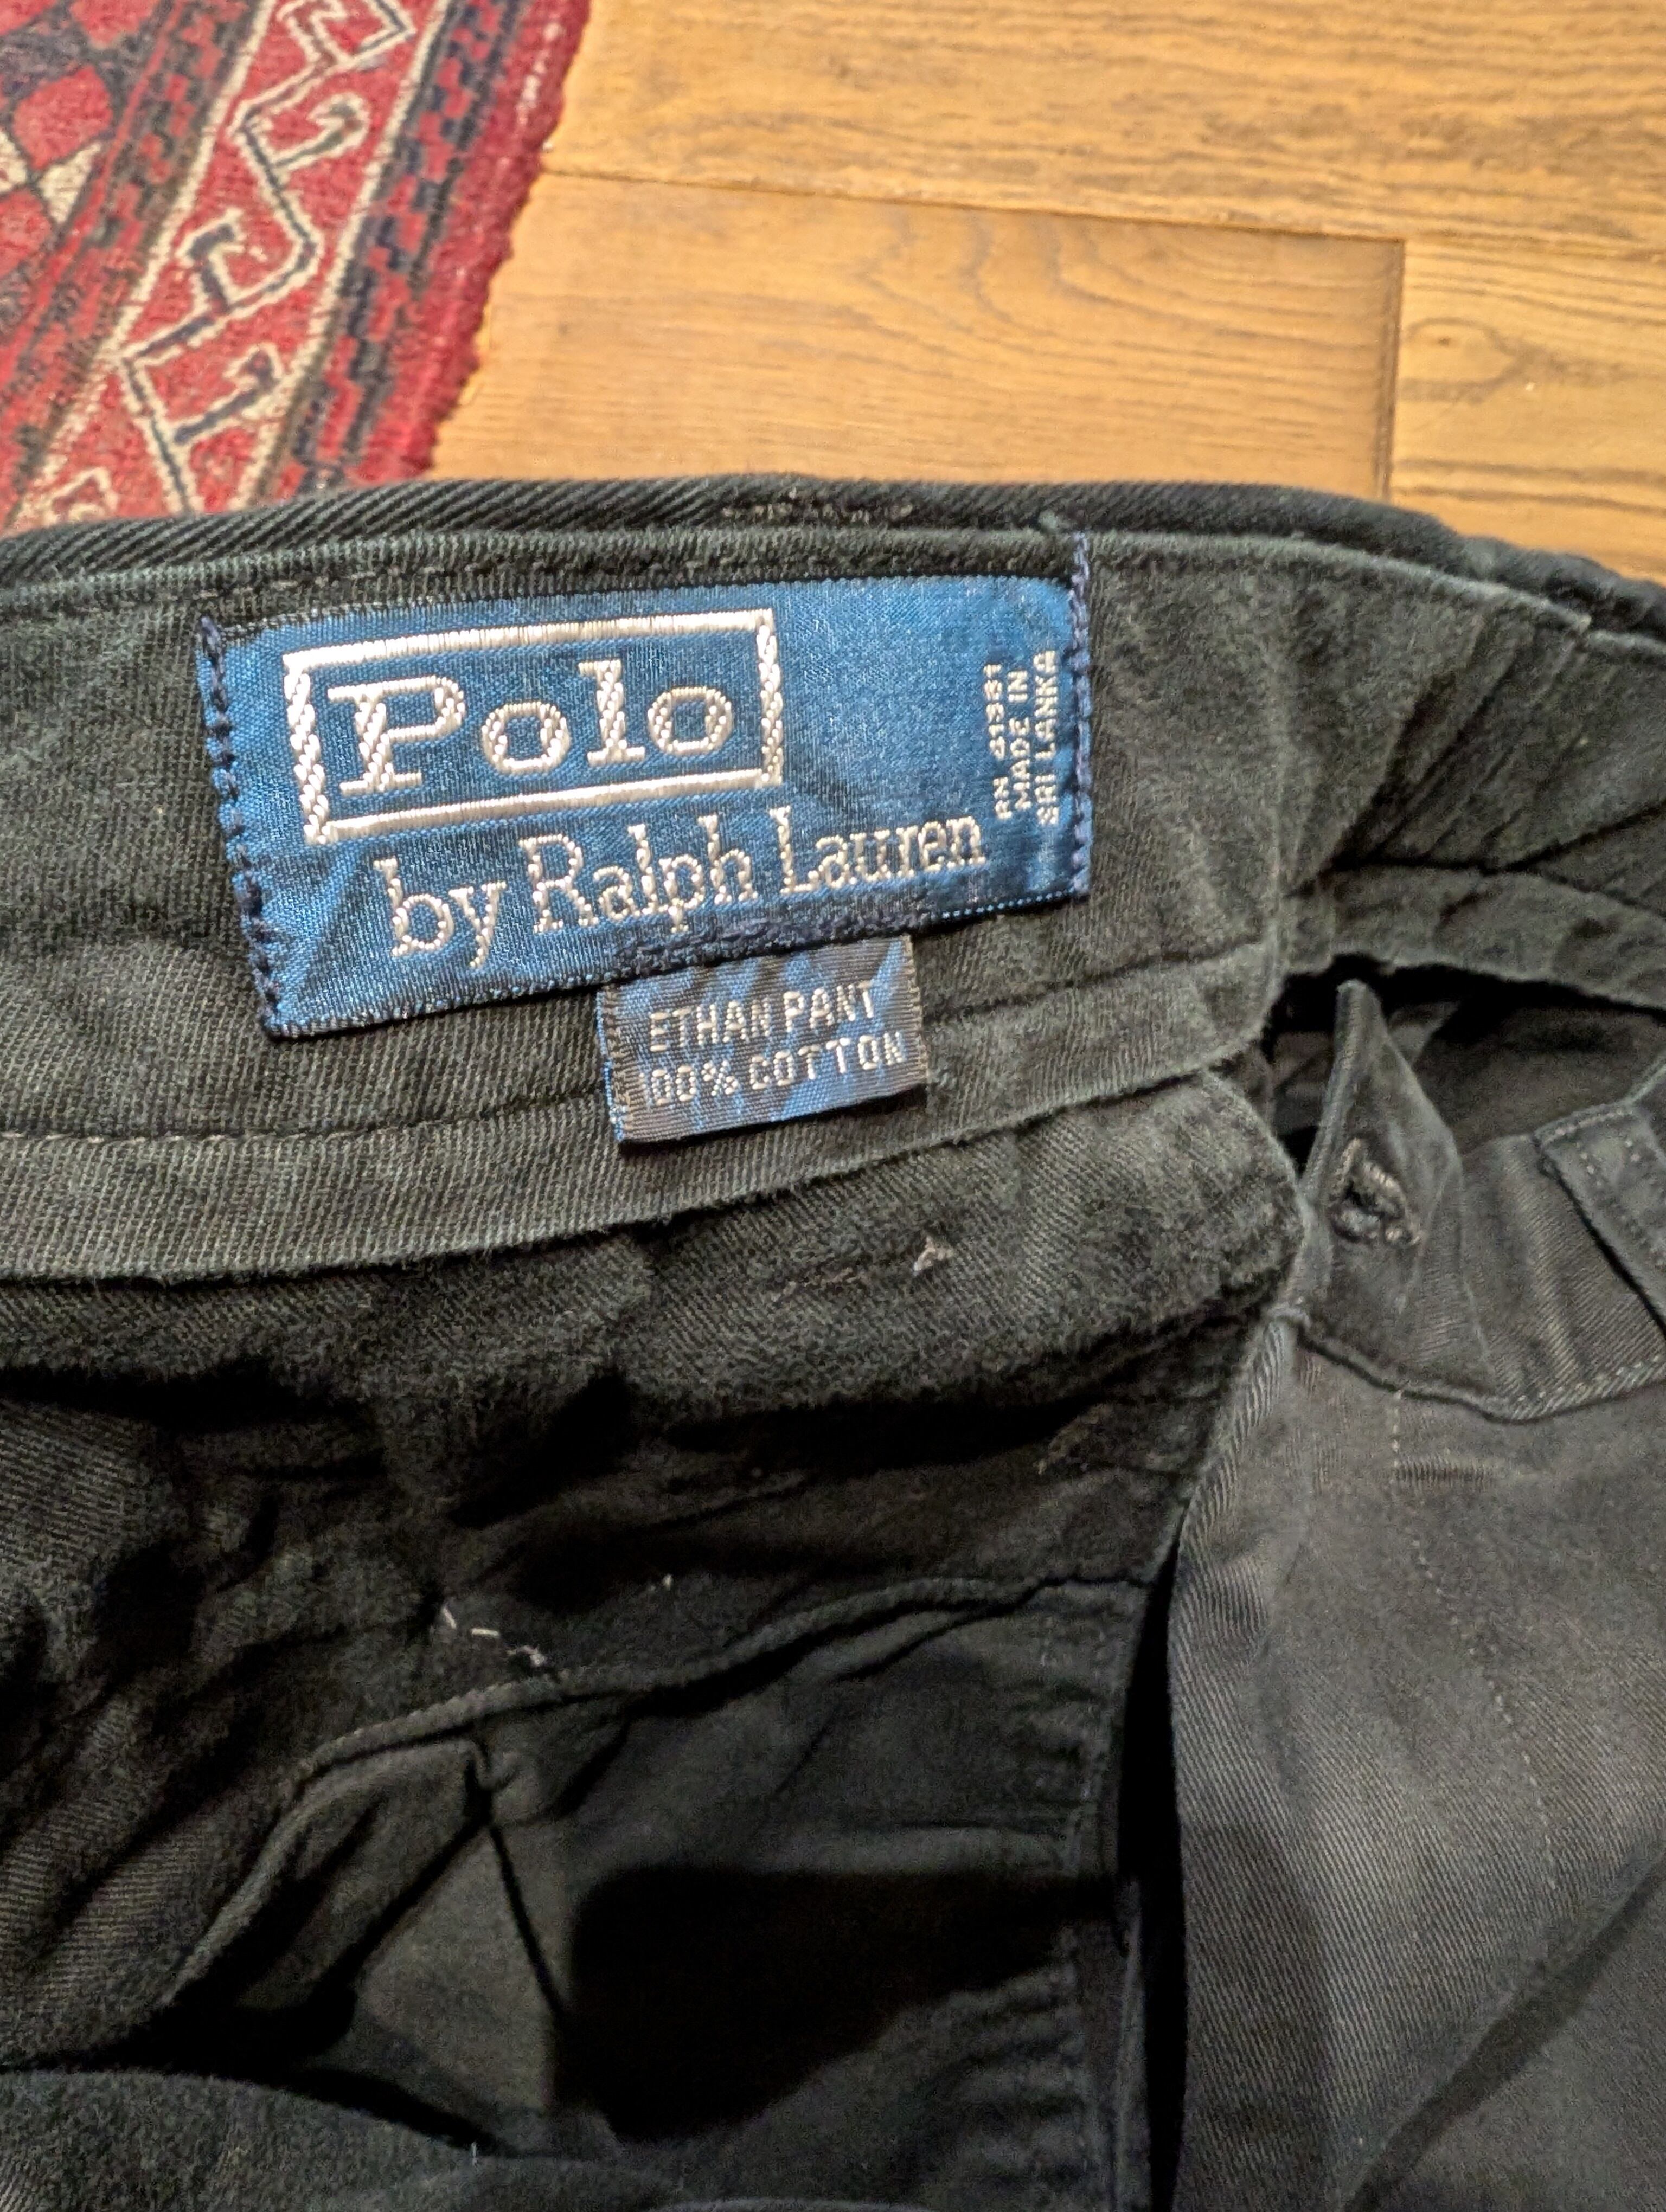 Polo
by Ralph Lauren
RN 41381
MADE IN
SRI LANKA
ETHAN PANT
100% COTTON